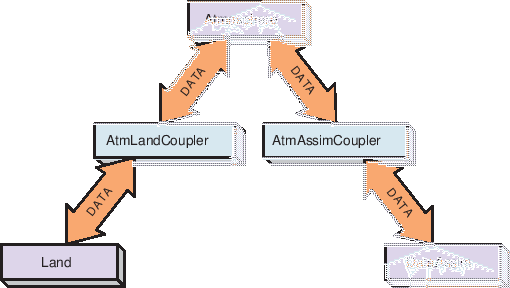 DATA
DATA
AtmLandCoupler
AtmAssimCoupler
DATA
DATA
Land